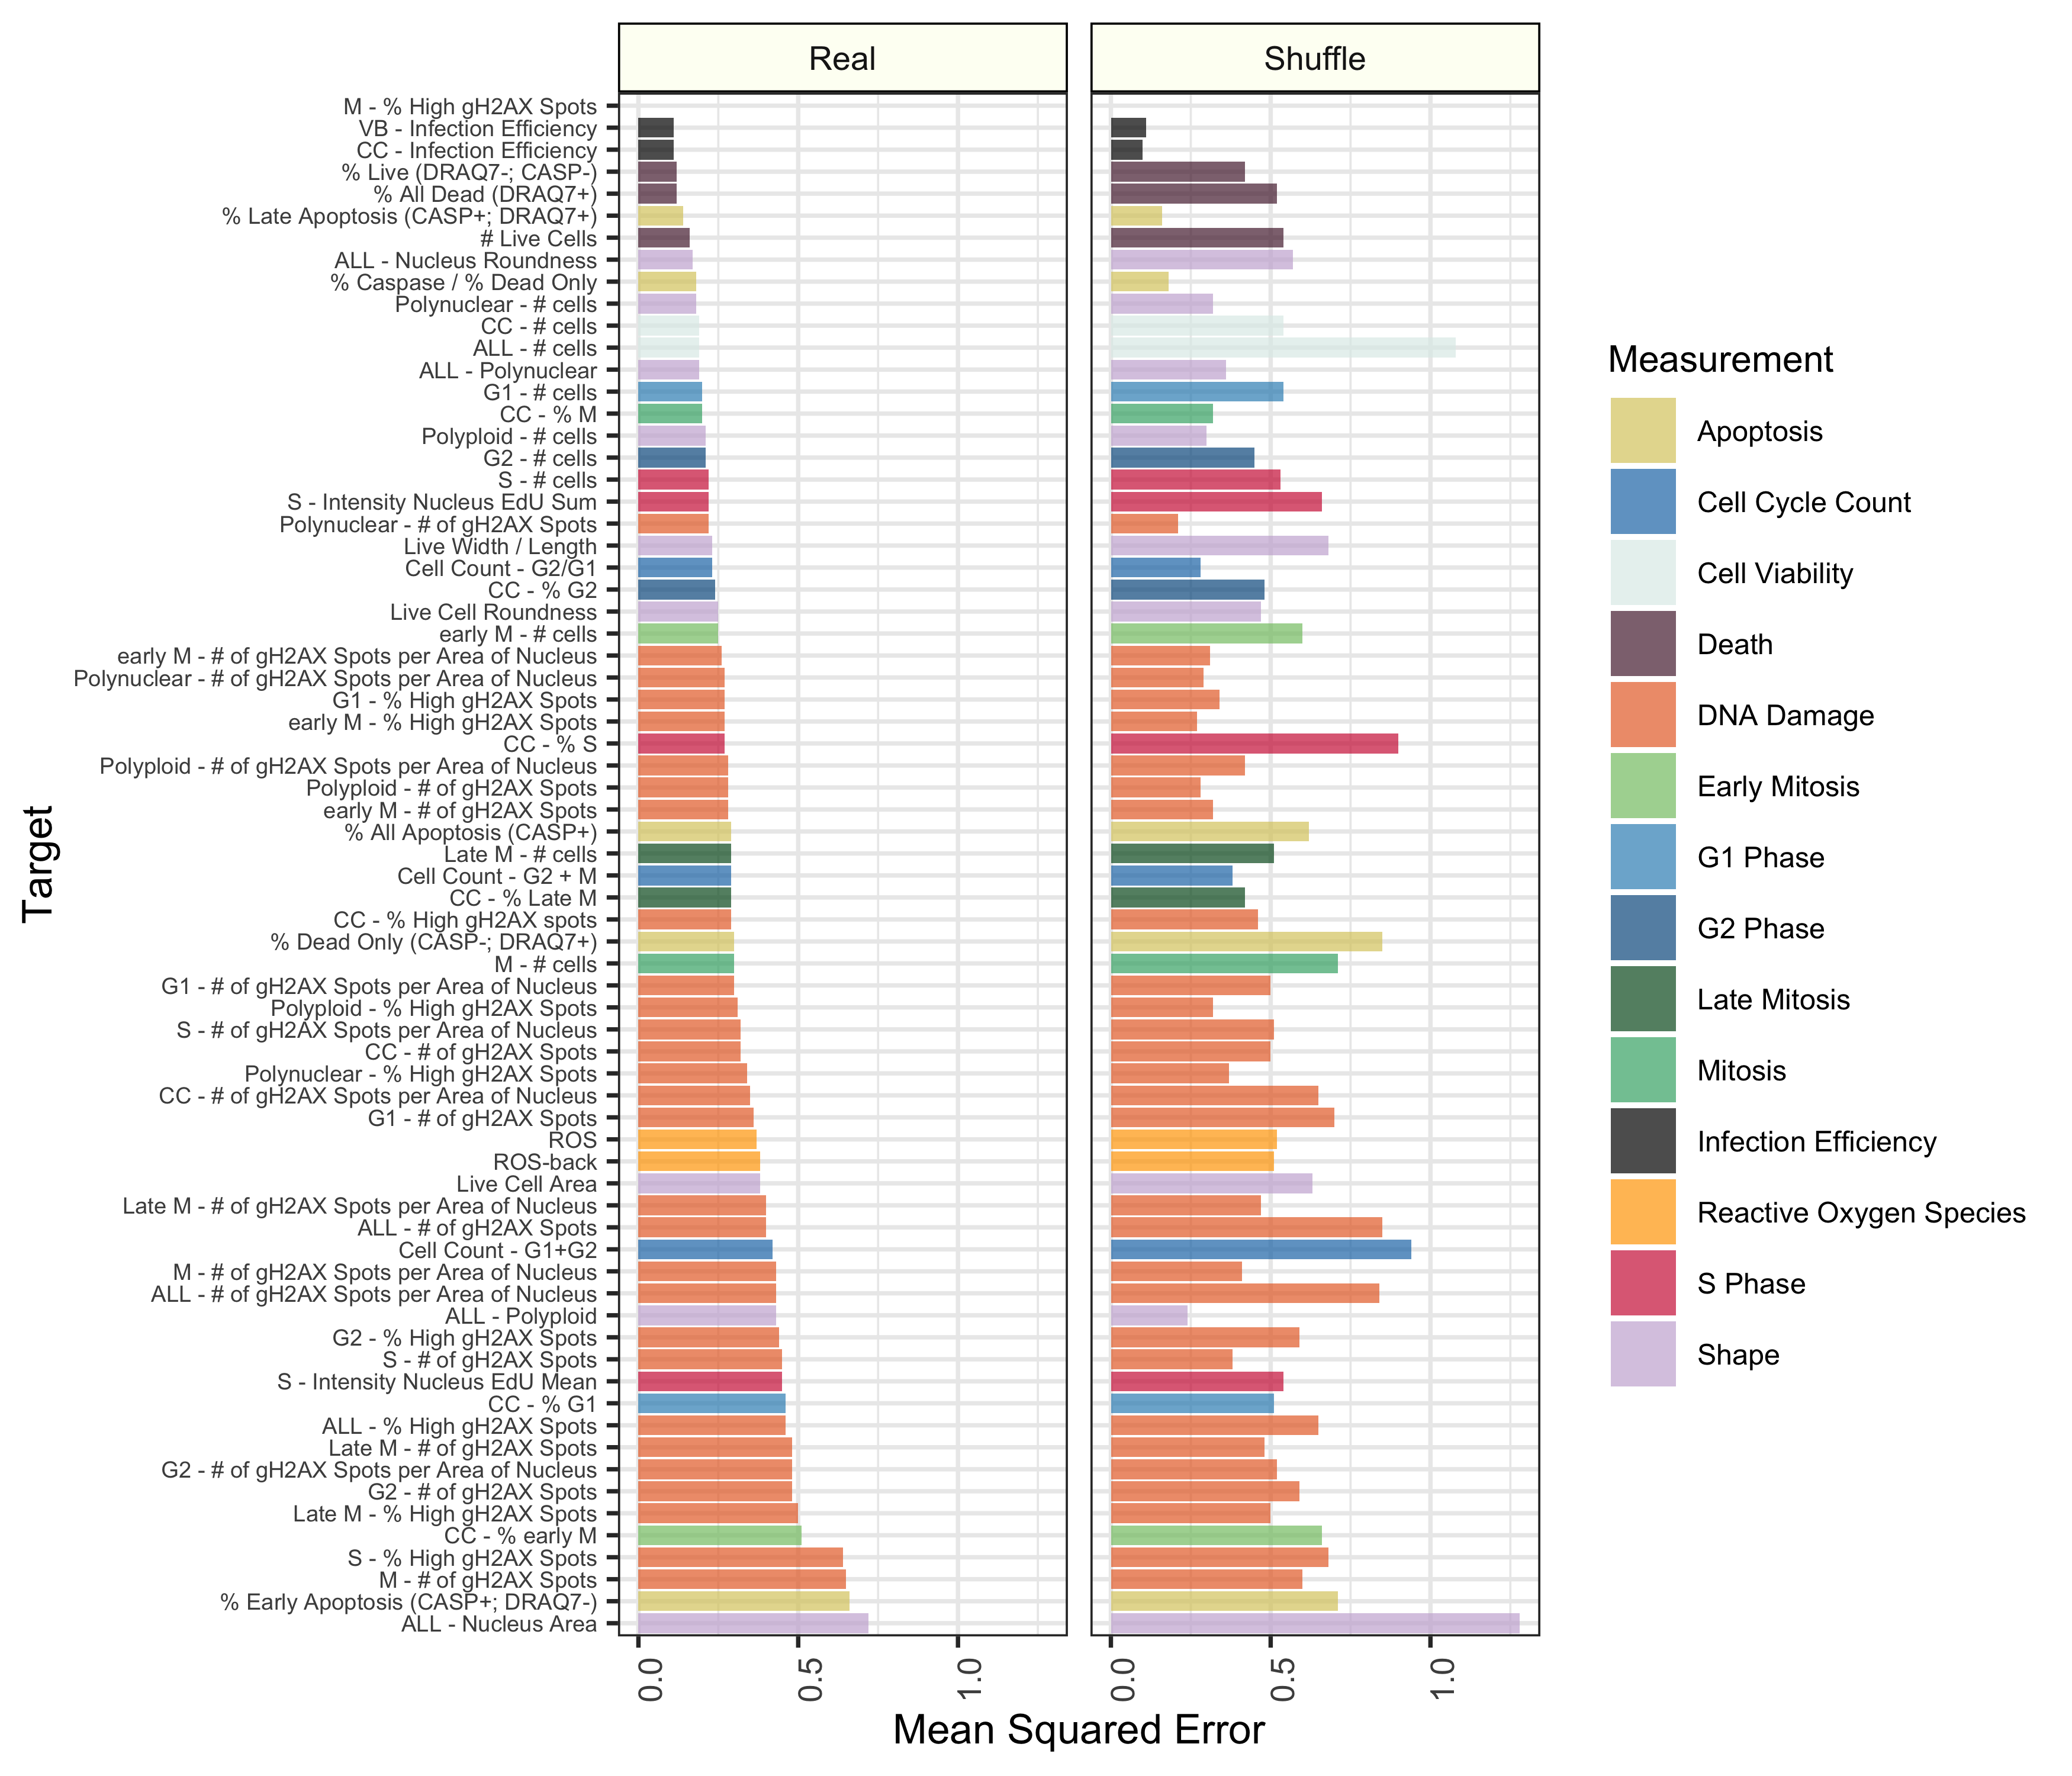 Real
Shuffle
M - % High gH2AX Spots
VB - Infection Efficiency
CC - Infection Efficiency
% Live (DRAQ7-; CASP-)
% All Dead (DRAQ7+)
% Late Apoptosis (CASP+; DRAQ7+)
# Live Cells
ALL - Nucleus Roundness
% Caspase / % Dead Only
Polynuclear - # cells
CC - # cells
ALL - # cells
ALL - Polynuclear
G1 - # cells
CC - % M
Polyploid - # cells
G2 - # cells
S - # cells
S - Intensity Nucleus EdU Sum
Polynuclear - # of gH2AX Spots
Live Width / Length
Cell Count - G2/G1
CC - % G2
Live Cell Roundness
early M - # cells
early M - # of gH2AX Spots per Area of Nucleus
Polynuclear - # of gH2AX Spots per Area of Nucleus
G1 - % High gH2AX Spots
early M - % High gH2AX Spots
CC - % S
Polyploid - # of gH2AX Spots per Area of Nucleus
Polyploid - # of gH2AX Spots
early M - # of gH2AX Spots
% All Apoptosis (CASP+)
Late M - # cells
Cell Count - G2 + M
CC - % Late M
CC - % High gH2AX spots
% Dead Only (CASP-; DRAQ7+)
M - # cells
G1 - # of gH2AX Spots per Area of Nucleus
Polyploid - % High gH2AX Spots
S - # of gH2AX Spots per Area of Nucleus
CC - # of gH2AX Spots
Polynuclear - % High gH2AX Spots
CC - # of gH2AX Spots per Area of Nucleus
G1 - # of gH2AX Spots
ROS
ROS-back
Live Cell Area
Late M - # of gH2AX Spots per Area of Nucleus
ALL - # of gH2AX Spots
Cell Count - G1+G2
M - # of gH2AX Spots per Area of Nucleus
ALL - # of gH2AX Spots per Area of Nucleus
ALL - Polyploid
G2 - % High gH2AX Spots
S - # of gH2AX Spots
S - Intensity Nucleus EdU Mean
CC - % G1
ALL - % High gH2AX Spots
Late M - # of gH2AX Spots
G2 - # of gH2AX Spots per Area of Nucleus
G2 - # of gH2AX Spots
Late M - % High gH2AX Spots
CC - % early M
S - % High gH2AX Spots
M - # of gH2AX Spots
% Early Apoptosis (CASP+; DRAQ7-)
ALL - Nucleus Area
Target
0.0
0.5
1.0
0.0
0.5
1.0
Mean Squared Error
Measurement
Apoptosis
Cell Cycle Count
Cell Viability
Death
DNA Damage
Early Mitosis
G1 Phase
G2 Phase
Late Mitosis
Mitosis
Infection Efficiency
Reactive Oxygen Species
S Phase
Shape